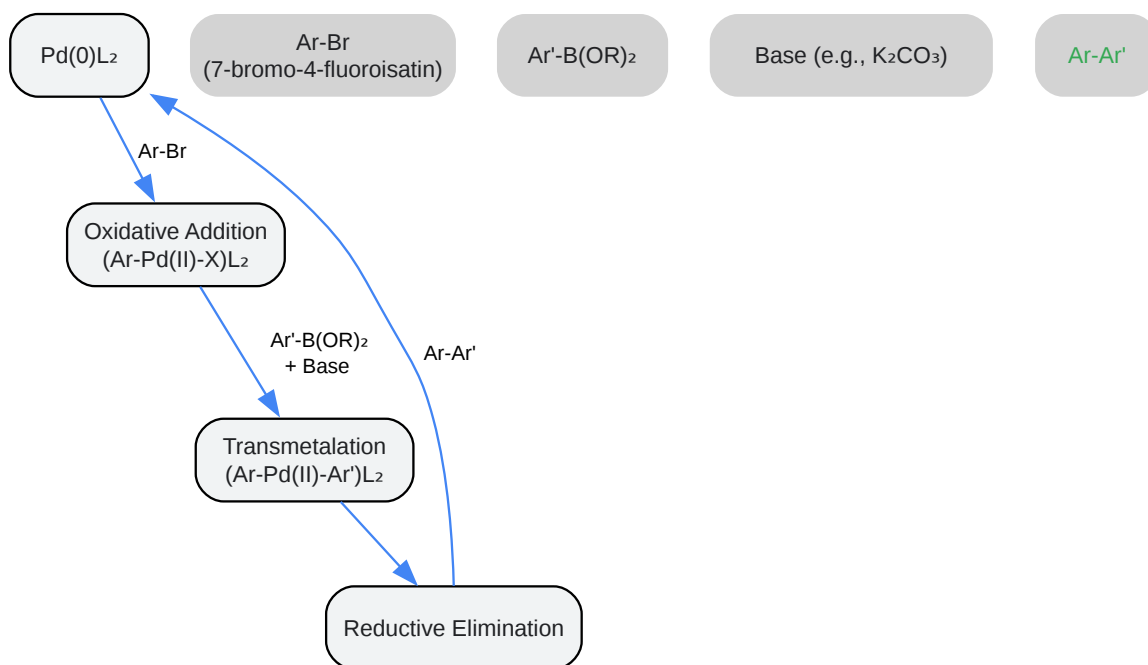 Pd(0)L₂
Ar-Br
(7-bromo-4-fluoroisatin)
Ar'-B(OR)₂
Base (e.g., K₂CO₃)
Ar-Ar'
Ar-Br
Oxidative Addition
(Ar-Pd(II)-X)L₂
Ar'-B(OR)₂
+ Base
Ar-Ar'
Transmetalation
(Ar-Pd(II)-Ar')L₂
Reductive Elimination